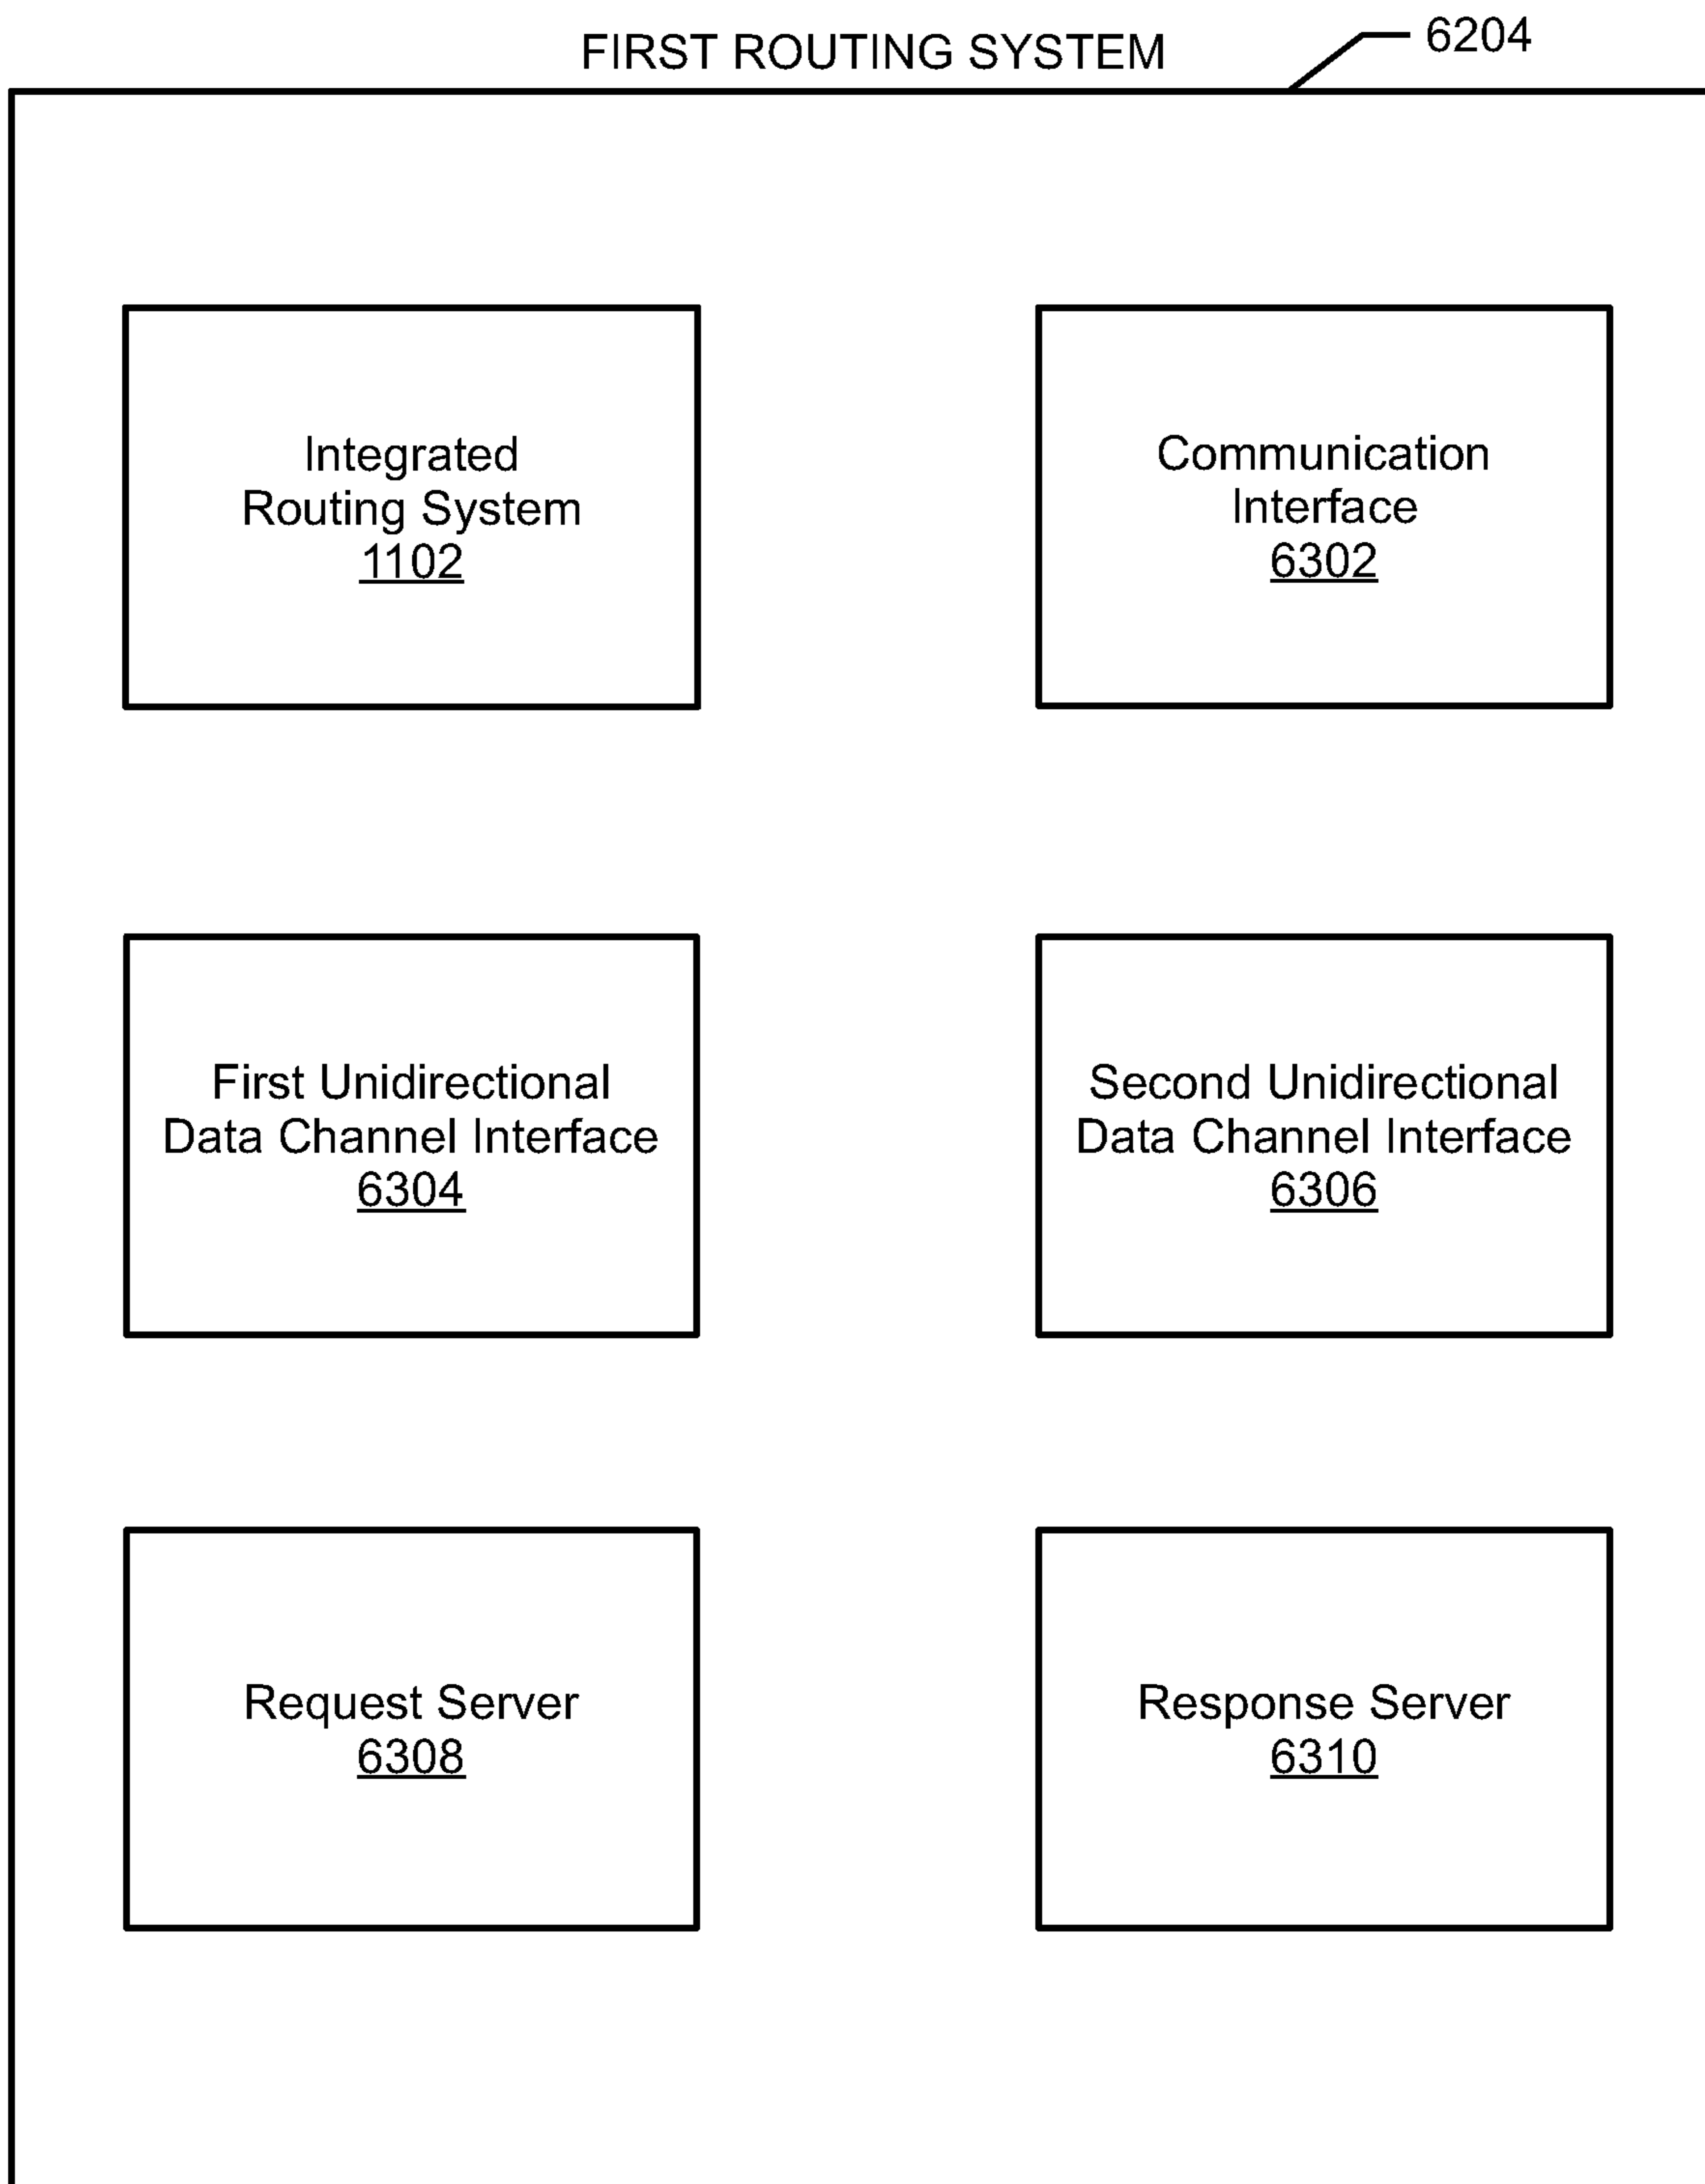 FIRST ROUTING SYSTEM
6204
Integrated
Routing System
1102
Communication
Interface
6302
First Unidirectional
Data Channel Interface
6304
Second Unidirectional
Data Channel Interface
6306
Request Server
6308
Response Server
6310